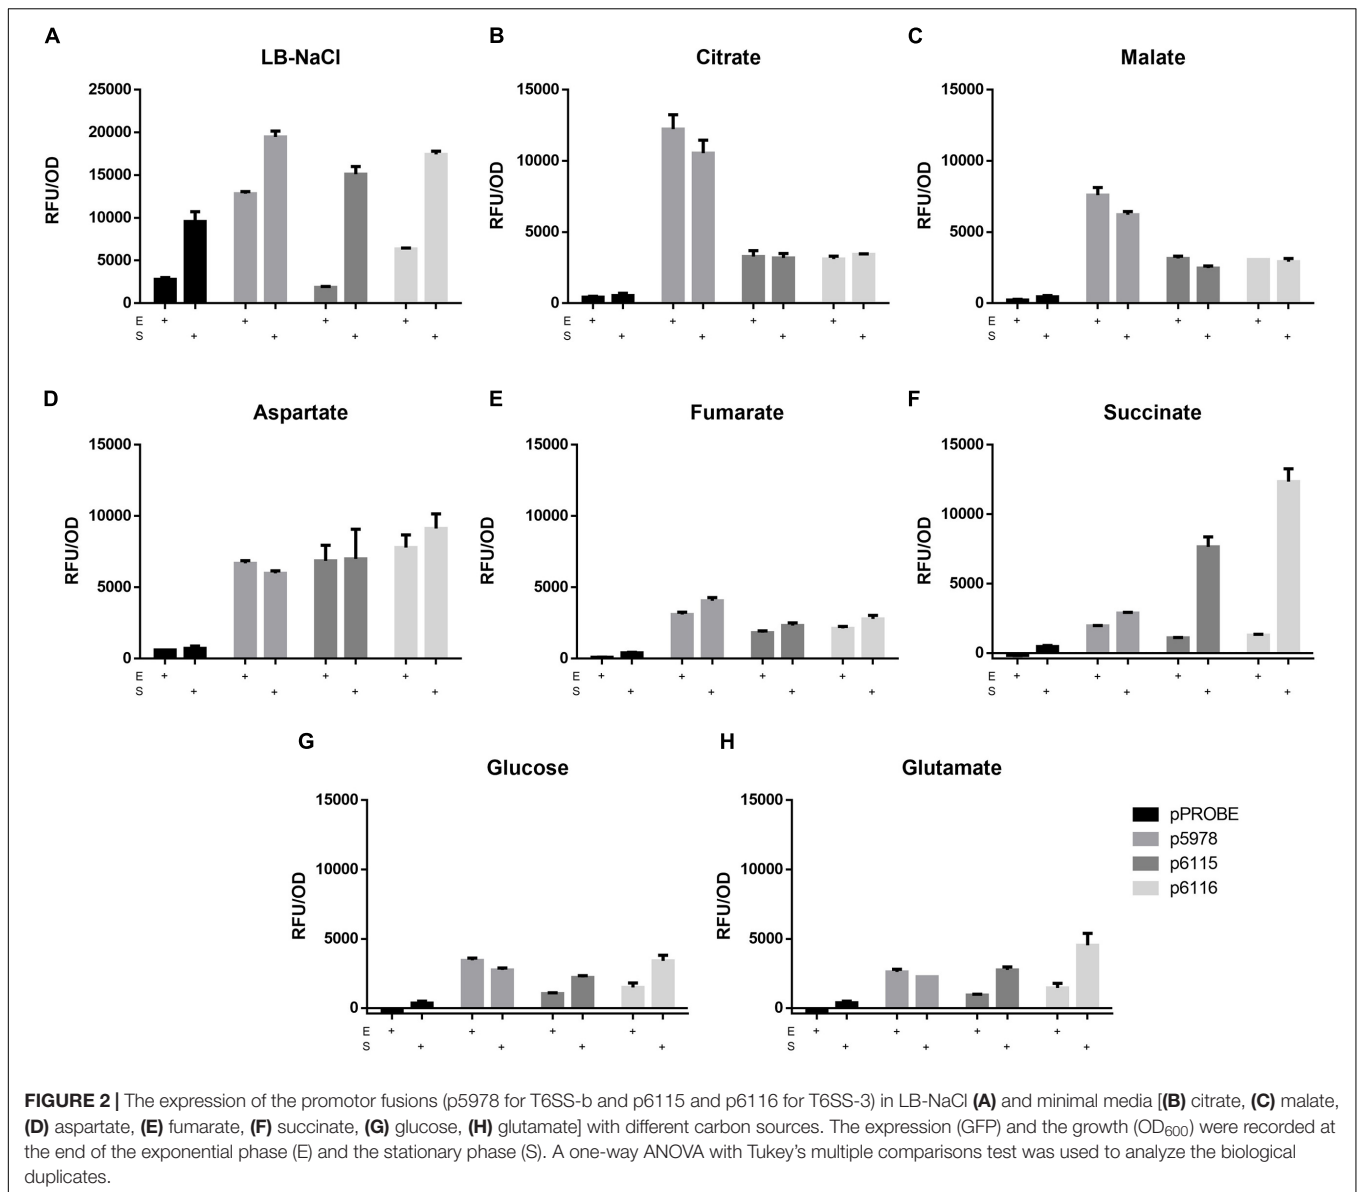 A
LB-NaCl
25000
20000
15000
10000
5000
0
RFU/OD
E + + + +
S + + + +
B
Citrate
15000
10000
5000
0
RFU/OD
E + + + +
S + + + +
C
Malate
15000
10000
5000
0
RFU/OD
E + + + +
S + + + +
D
Aspartate
15000
10000
5000
0
RFU/OD
E + + + +
S + + + +
E
Fumarate
15000
10000
5000
0
RFU/OD
E + + + +
S + + + +
F
Succinate
15000
10000
5000
0
RFU/OD
E + + + +
S + + + +
G
Glucose
15000
10000
5000
0
RFU/OD
E + + + +
S + + + +
H
Glutamate
15000
10000
5000
0
RFU/OD
E + + + +
S + + + +
pPROBE
p5978
p6115
p6116
FIGURE 2 | The expression of the promotor fusions (p5978 for T6SS-b and p6115 and p6116 for T6SS-3) in LB-NaCl (A) and minimal media [(B) citrate, (C) malate,
(D) aspartate, (E) fumarate, (F) succinate, (G) glucose, (H) glutamate] with different carbon sources. The expression (GFP) and the growth (OD600) were recorded at
the end of the exponential phase (E) and the stationary phase (S). A one-way ANOVA with Tukey's multiple comparisons test was used to analyze the biological
duplicates.